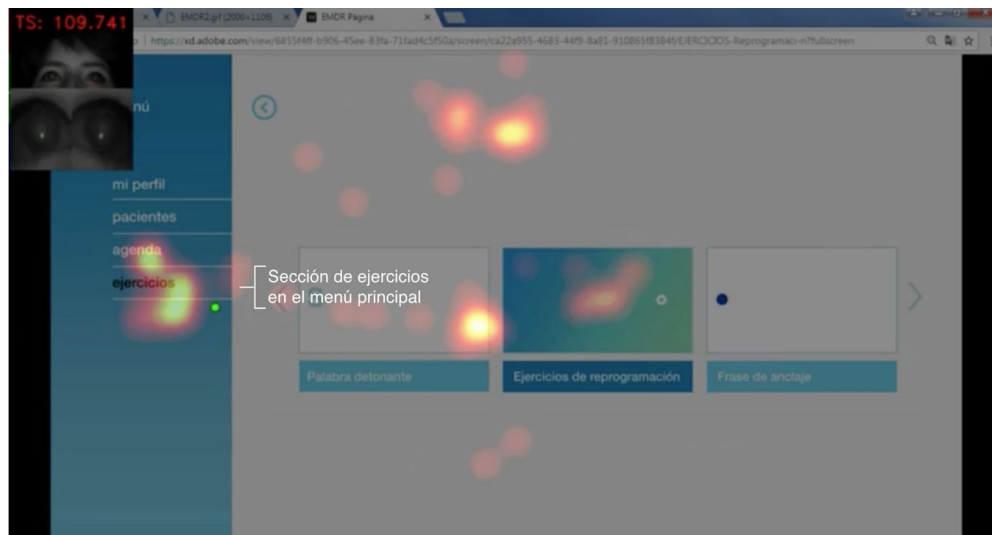 TS: 109.741
EMDR2.gif (2000×1108)
EMDR Página
https://xd.adobe.com/view/6855f4ff-b906-45ee-83fa-71fad4c5f50a/screen/ca22a955-4683-44f9-8a81-910865f8384f/EJERCICIOS-Reprogramaci-n?fullscreen
nú
mi perfil
pacientes
agenda
ejercicios
Sección de ejercicios
en el menú principal
Palabra detonante
Ejercicios de reprogramación
Frase de anclaje